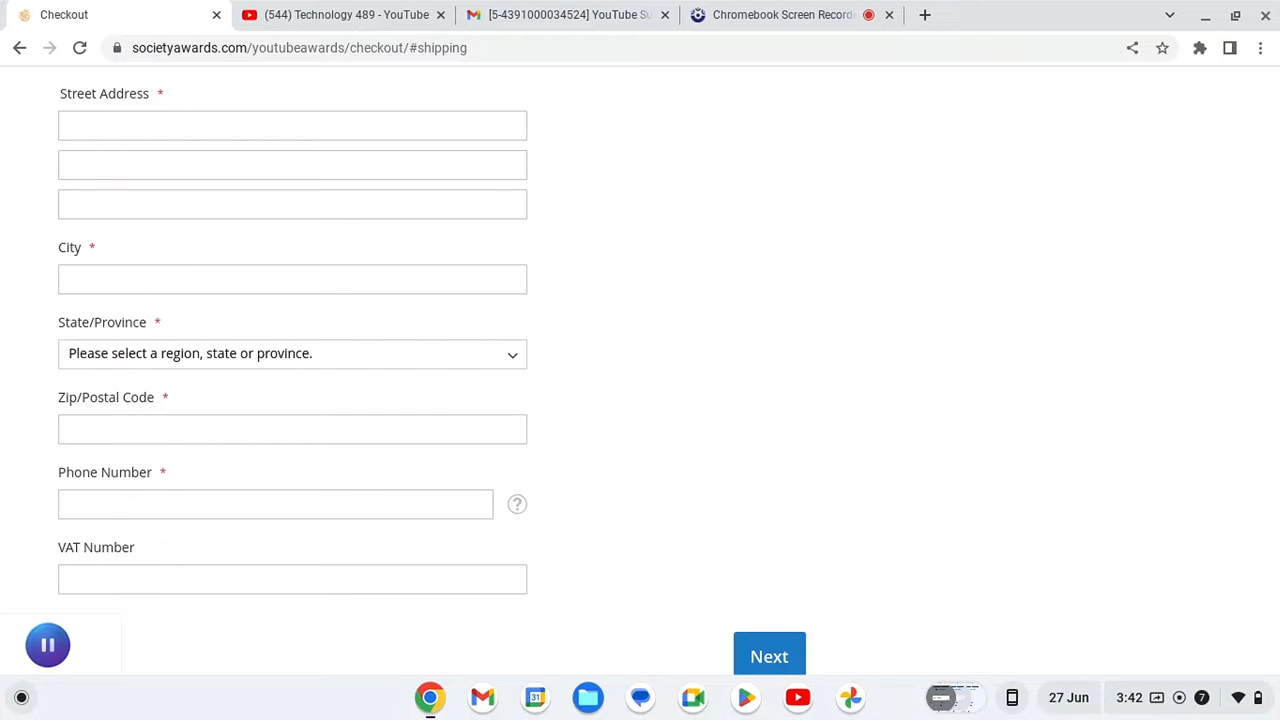 Checkout
(544) Technology 489 - YouTube
[5-4391000034524] YouTube Su
Chromebook Screen Recorde
societyawards.com/youtubeawards/checkout/#shipping
Street Address *
City *
State/Province *
Please select a region, state or province.
Zip/Postal Code *
Phone Number *
?
VAT Number
Next
31
27 Jun
3:42
7